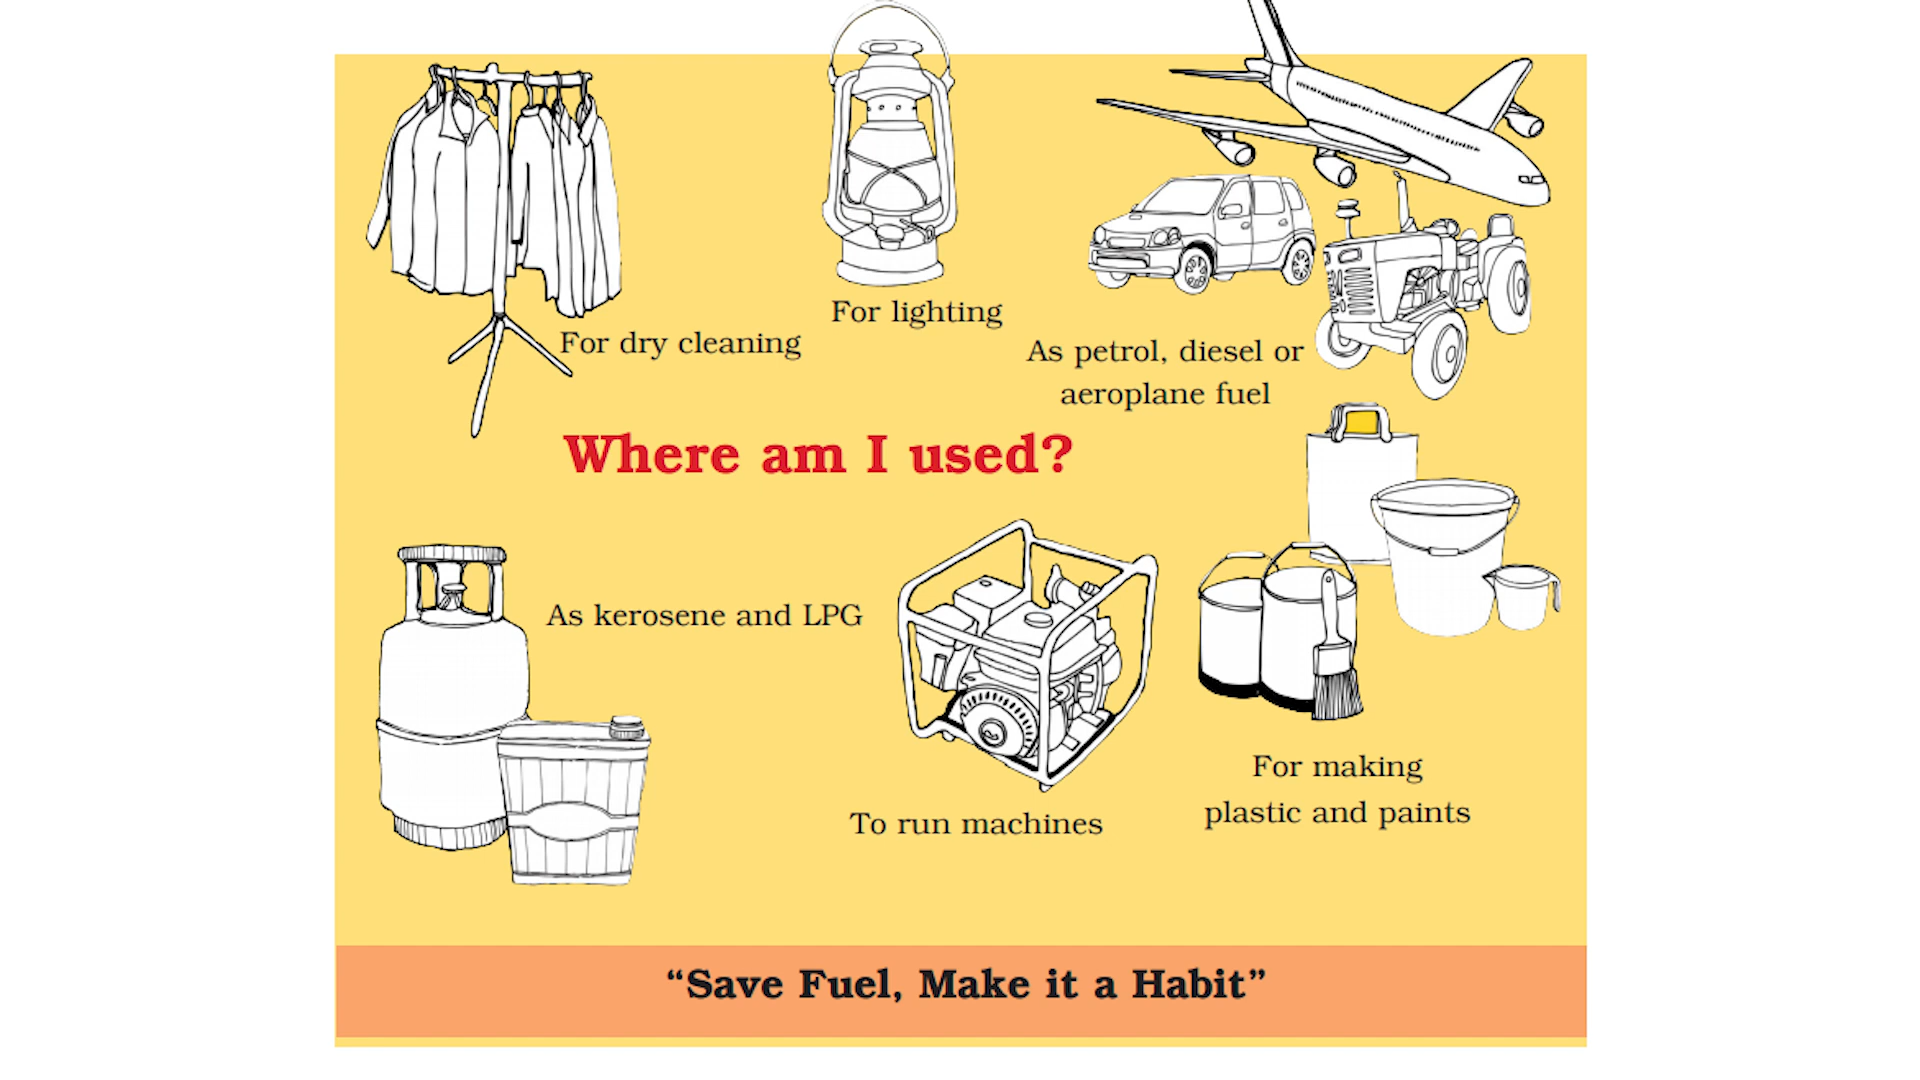 For lighting
For dry cleaning
As petrol, diesel or
aeroplane fuel
Where am I used?
As kerosene and LPG
To run machines
For making
plastic and paints
“Save Fuel, Make it a Habit”